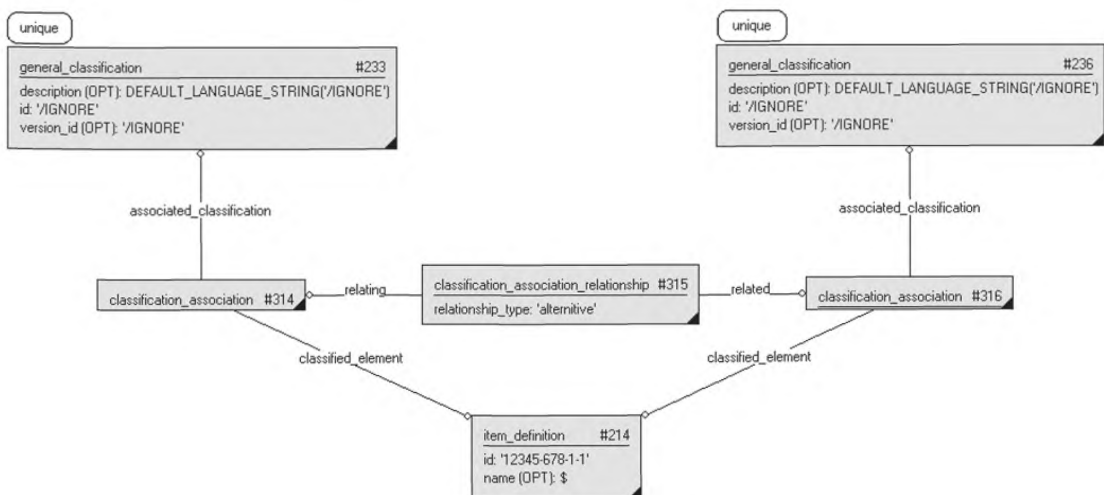 unique
general_classification #233
description (OPT): DEFAULT_LANGUAGE_STRING('/IGNORE')
id: '/IGNORE'
version_id (OPT): '/IGNORE'
unique
general_classification #236
description (OPT): DEFAULT_LANGUAGE_STRING('/IGNORE')
id: '/IGNORE'
version_id (OPT): '/IGNORE'
associated_classification
associated_classification
classification_association #314
relating
classification_association_relationship #315
relationship_type: 'alternitive'
related
classification_association #316
classified_element
classified_element
item_definition #214
id: '12345-678-1-1'
name (OPT): $